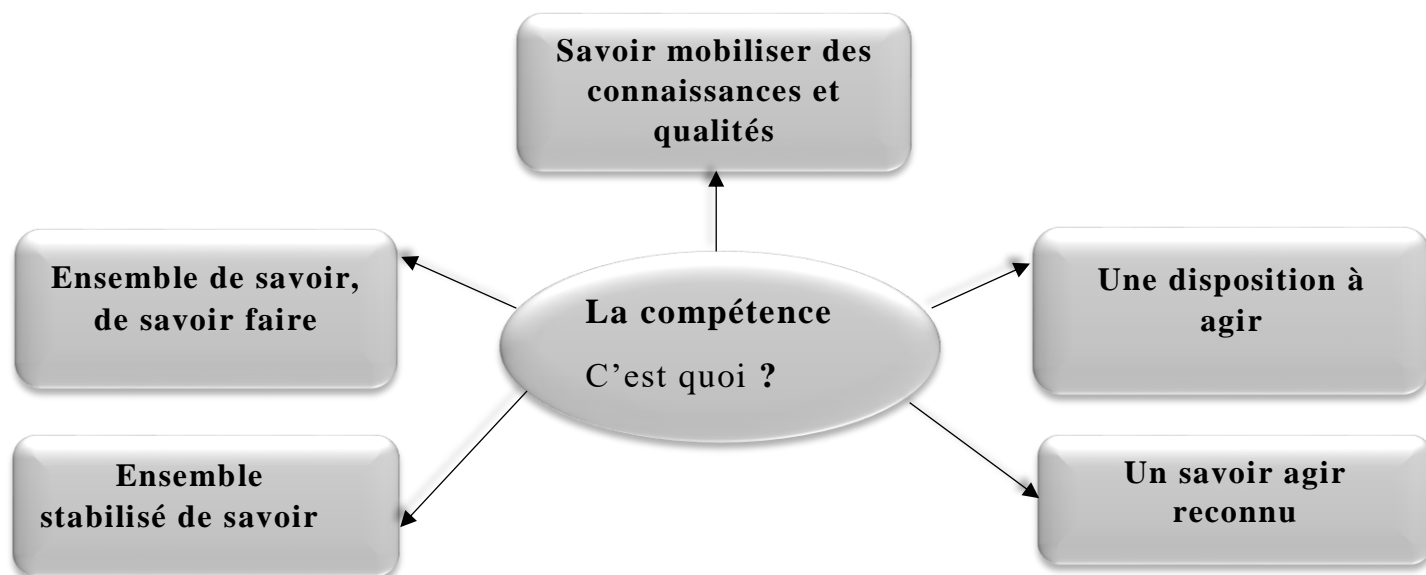 Savoir mobiliser des
connaissances et
qualités
Ensemble de savoir,
de savoir faire
La compétence
C’est quoi ?
Une disposition à
agir
Ensemble
stabilisé de savoir
Un savoir agir
reconnu